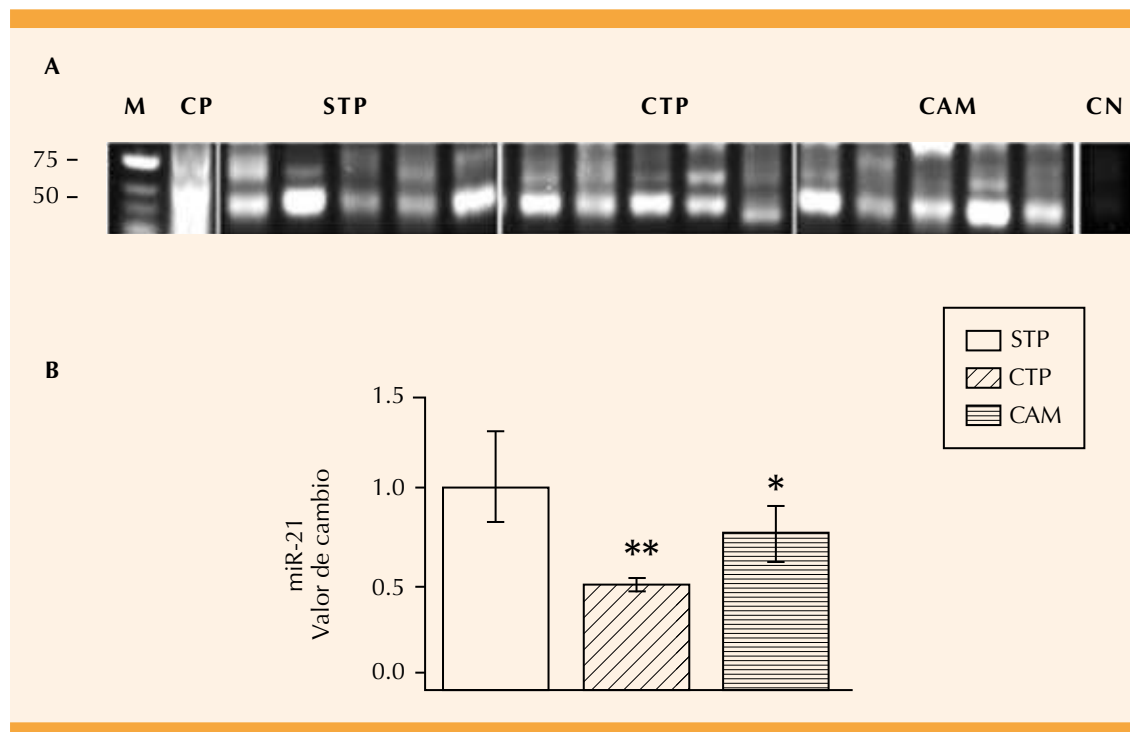 A
M CP STP CTP CAM CN
75 –
50 –
STP
CTP
CAM
B
1.5
1.0
0.5
0.0
miR-21
Valor de cambio
**
*